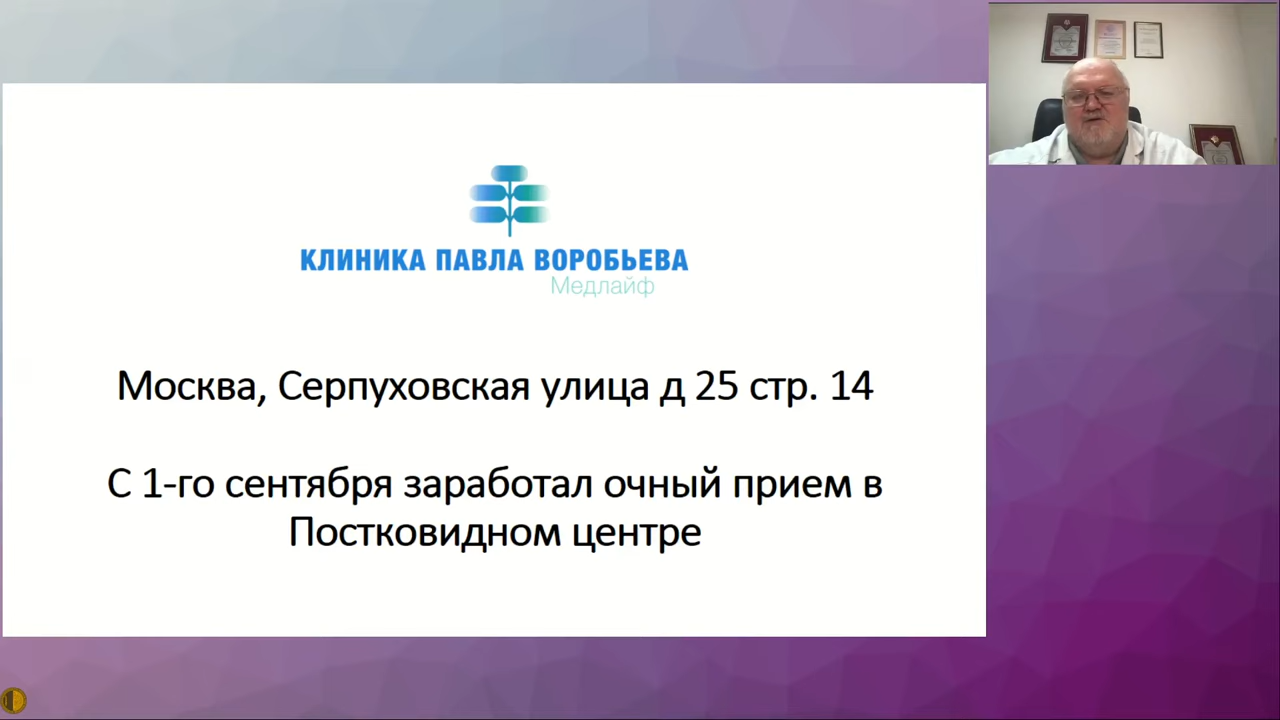 КЛИНИКА ПАВЛА ВОРОБЬЕВА
Медлайф
Москва, Серпуховская улица д 25 стр. 14
С 1-го сентября заработал очный прием в
Постковидном центре